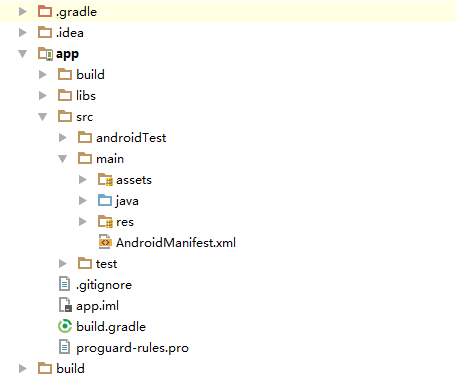 .gradle
.idea
app
build
libs
src
androidTest
main
assets
java
res
AndroidManifest.xml
test
.gitignore
app.iml
build.gradle
proguard-rules.pro
build